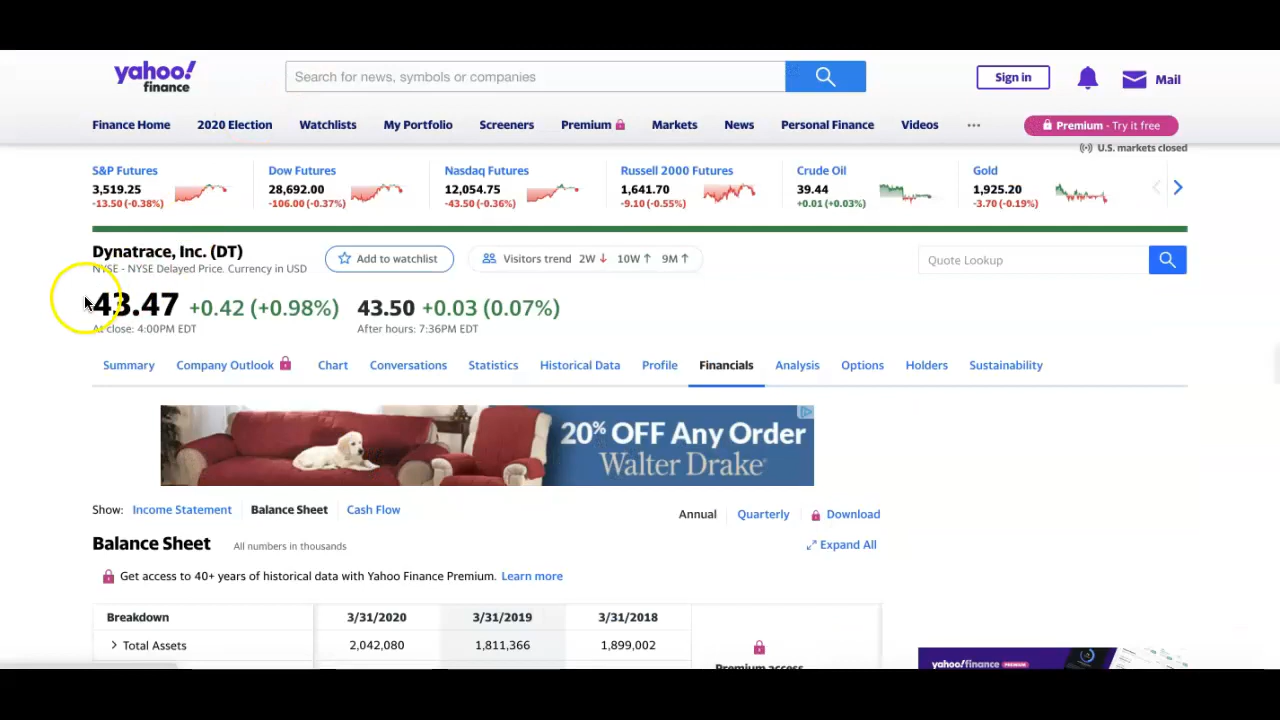 yahoo!
finance
Search for news, symbols or companies
Sign in
Mail
Finance Home 2020 Election Watchlists My Portfolio Screeners Premium Markets News Personal Finance Videos ··· Premium - Try it free
U.S. markets closed
S&P Futures Dow Futures Nasdaq Futures Russell 2000 Futures Crude Oil Gold
3,519.25 28,692.00 12,054.75 1,641.70 39.44 1,925.20
-13.50 (-0.38%) -106.00 (-0.37%) -43.50 (-0.36%) -9.10 (-0.55%) +0.01 (+0.03%) -3.70 (-0.19%)
Dynatrace, Inc. (DT)
NYSE - NYSE Delayed Price. Currency in USD
Add to watchlist
Visitors trend 2W↓ 10W↑ 9M↑
Quote Lookup
43.47 +0.42 (+0.98%) 43.50 +0.03 (0.07%)
At close: 4:00PM EDT After hours: 7:36PM EDT
Summary Company Outlook Chart Conversations Statistics Historical Data Profile Financials Analysis Options Holders Sustainability
20% OFF Any Order
Walter Drake®
Show: Income Statement Balance Sheet Cash Flow
Annual Quarterly Download
Balance Sheet All numbers in thousands
Expand All
Get access to 40+ years of historical data with Yahoo Finance Premium. Learn more
Breakdown 3/31/2020 3/31/2019 3/31/2018
Total Assets 2,042,080 1,811,366 1,899,002
Premium access
yahoo!finance PREMIUM